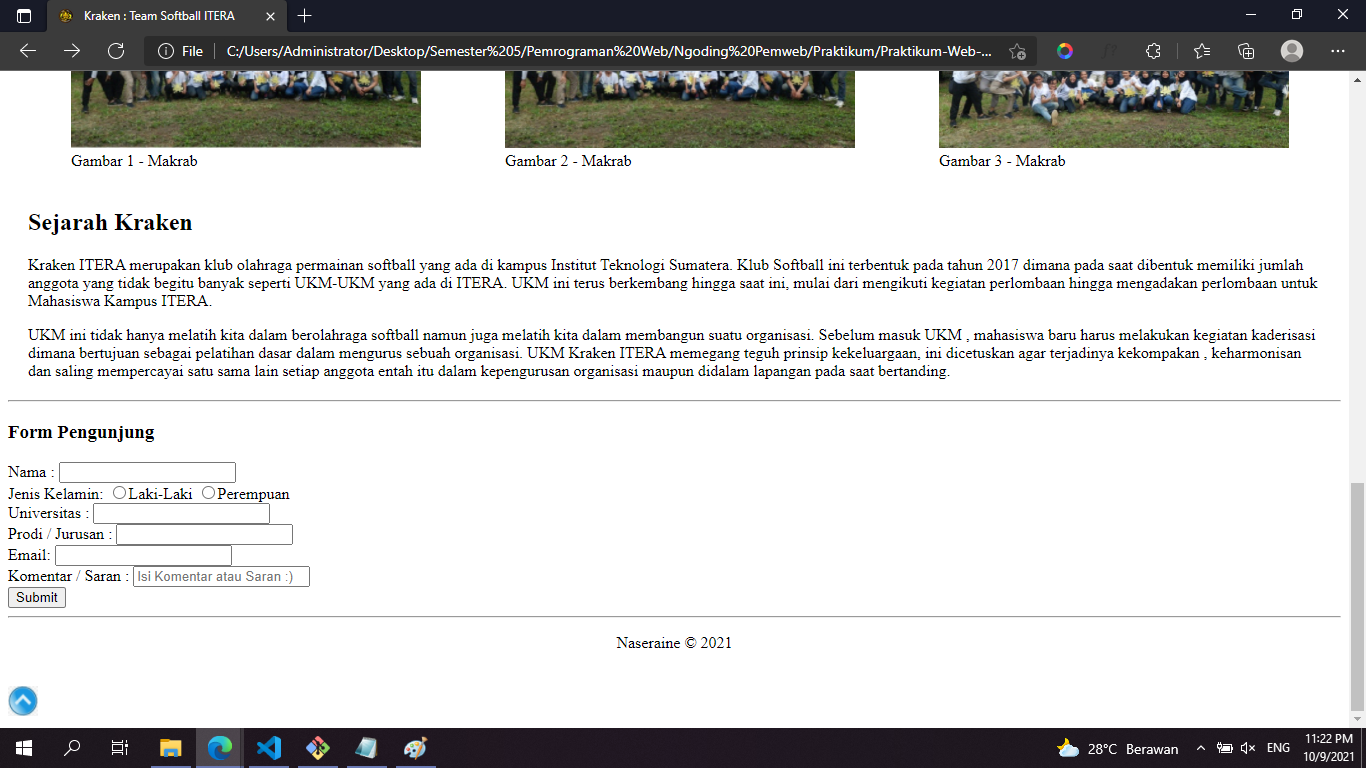 Kraken : Team Softball ITERA
File
C:/Users/Administrator/Desktop/Semester%205/Pemrograman%20Web/Ngoding%20Pemweb/Praktikum/Praktikum-Web-...
Gambar 1 - Makrab
Gambar 2 - Makrab
Gambar 3 - Makrab
Sejarah Kraken
Kraken ITERA merupakan klub olahraga permainan softball yang ada di kampus Institut Teknologi Sumatera. Klub Softball ini terbentuk pada tahun 2017 dimana pada saat dibentuk memiliki jumlah
anggota yang tidak begitu banyak seperti UKM-UKM yang ada di ITERA. UKM ini terus berkembang hingga saat ini, mulai dari mengikuti kegiatan perlombaan hingga mengadakan perlombaan untuk
Mahasiswa Kampus ITERA.
UKM ini tidak hanya melatih kita dalam berolahraga softball namun juga melatih kita dalam membangun suatu organisasi. Sebelum masuk UKM , mahasiswa baru harus melakukan kegiatan kaderisasi
dimana bertujuan sebagai pelatihan dasar dalam mengurus sebuah organisasi. UKM Kraken ITERA memegang teguh prinsip kekeluargaan, ini dicetuskan agar terjadinya kekompakan , keharmonisan
dan saling mempercayai satu sama lain setiap anggota entah itu dalam kepengurusan organisasi maupun didalam lapangan pada saat bertanding.
Form Pengunjung
Nama :
Jenis Kelamin: Laki-Laki Perempuan
Universitas :
Prodi / Jurusan :
Email:
Komentar / Saran : Isi Komentar atau Saran :)
Submit
Naseraine © 2021
28°C Berawan
ENG
11:22 PM
10/9/2021